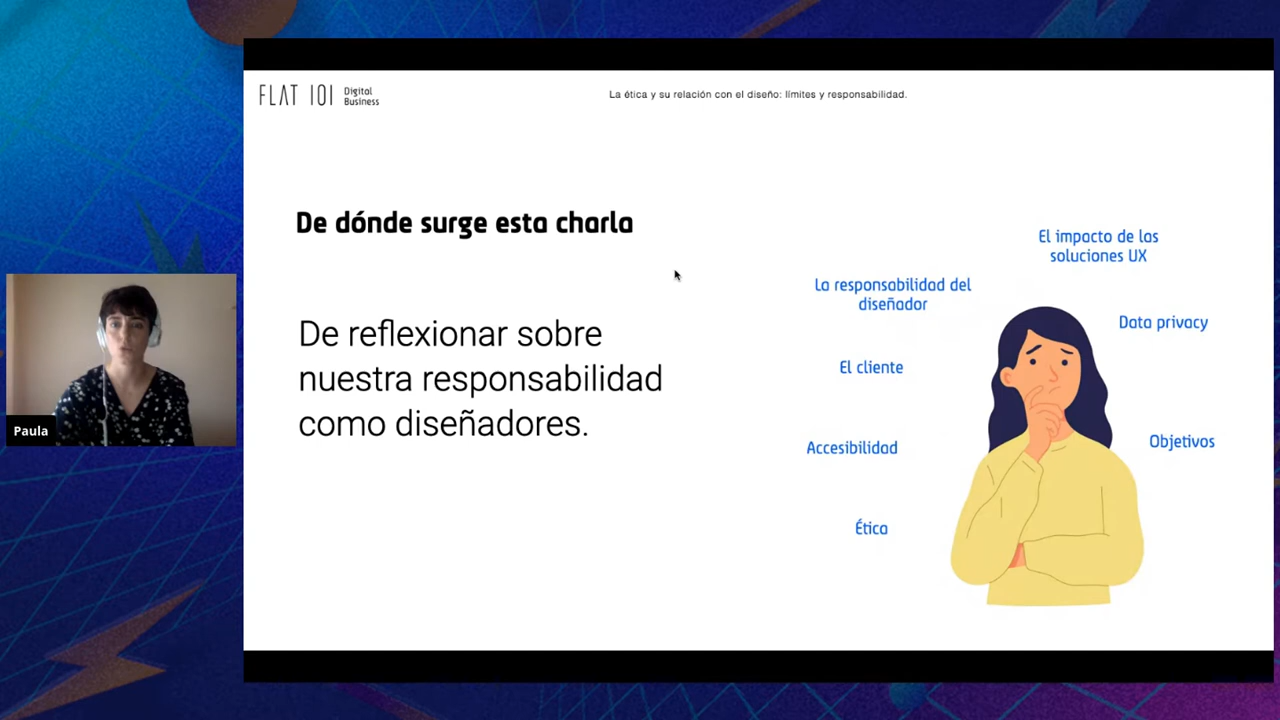 FLAT 101
Digital
Business
La ética y su relación con el diseño: límites y responsabilidad.
De dónde surge esta charla
De reflexionar sobre
nuestra responsabilidad
como diseñadores.
El impacto de las
soluciones UX
La responsabilidad del
diseñador
Data privacy
El cliente
Objetivos
Accesibilidad
Ética
Paula